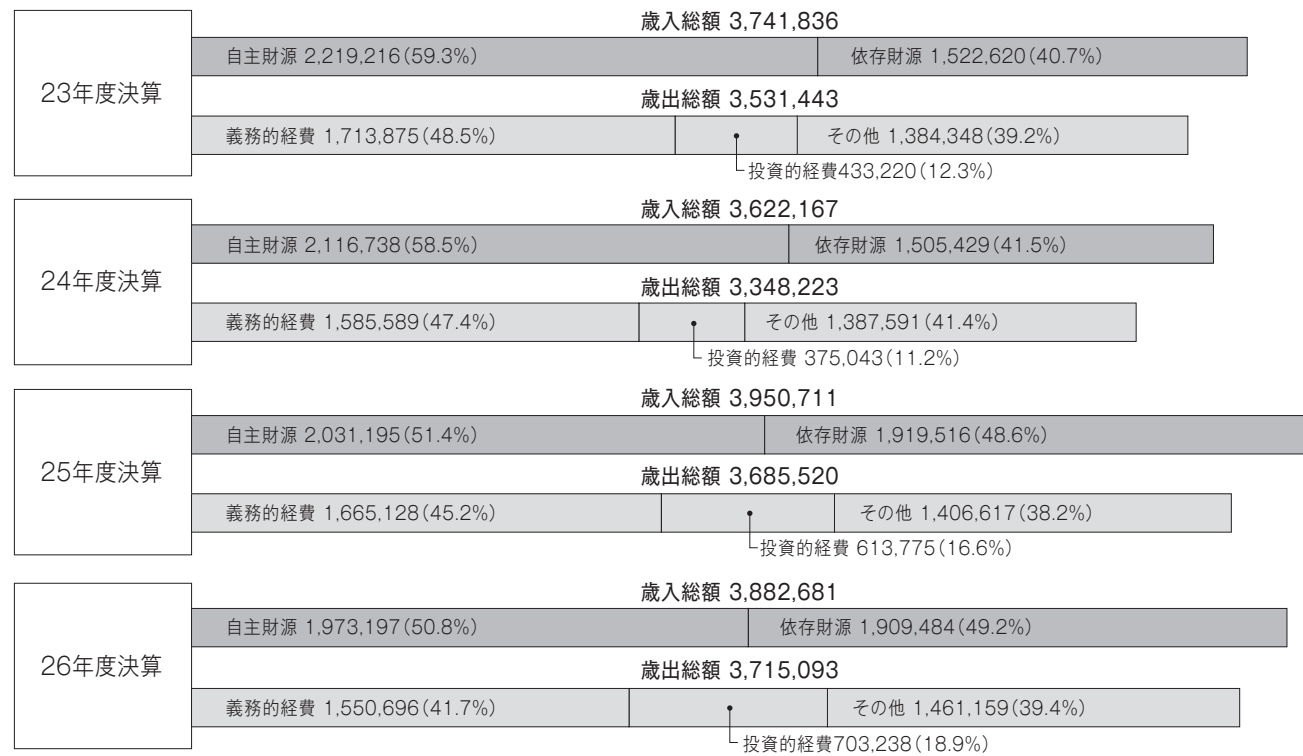 歳入総額 3,741,836
23年度決算
自主財源 2,219,216(59.3%)
依存財源 1,522,620(40.7%)
歳出総額 3,531,443
義務的経費 1,713,875(48.5%)
その他 1,384,348(39.2%)
投資的経費433,220(12.3%)
歳入総額 3,622,167
24年度決算
自主財源 2,116,738(58.5%)
依存財源 1,505,429(41.5%)
歳出総額 3,348,223
義務的経費 1,585,589(47.4%)
その他 1,387,591(41.4%)
投資的経費 375,043(11.2%)
歳入総額 3,950,711
25年度決算
自主財源 2,031,195(51.4%)
依存財源 1,919,516(48.6%)
歳出総額 3,685,520
義務的経費 1,665,128(45.2%)
その他 1,406,617(38.2%)
投資的経費 613,775(16.6%)
歳入総額 3,882,681
26年度決算
自主財源 1,973,197(50.8%)
依存財源 1,909,484(49.2%)
歳出総額 3,715,093
義務的経費 1,550,696(41.7%)
その他 1,461,159(39.4%)
投資的経費703,238(18.9%)